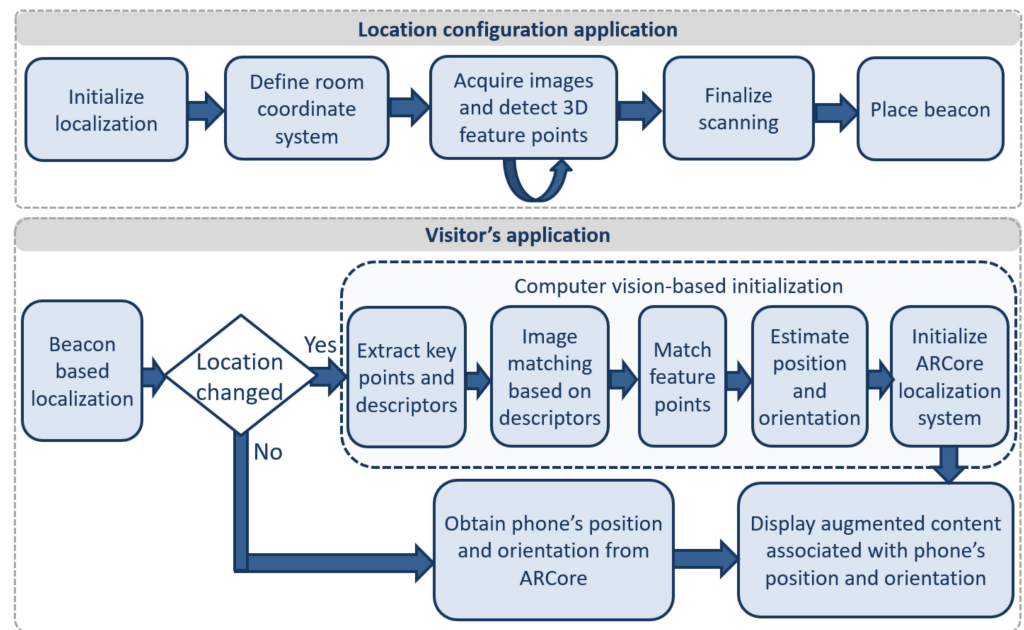 Location configuration application
Initialize
localization
Define room
coordinate
system
Acquire images
and detect 3D
feature points
Finalize
scanning
Place beacon
Visitor's application
Computer vision-based initialization
Beacon
based
localization
Location
changed
Yes
No
Extract key
points and
descriptors
Image
matching
based on
descriptors
Match
feature
points
Estimate
position
and
orientation
Initialize
ARCore
localization
system
Obtain phone's position
and orientation from
ARCore
Display augmented content
associated with phone's
position and orientation